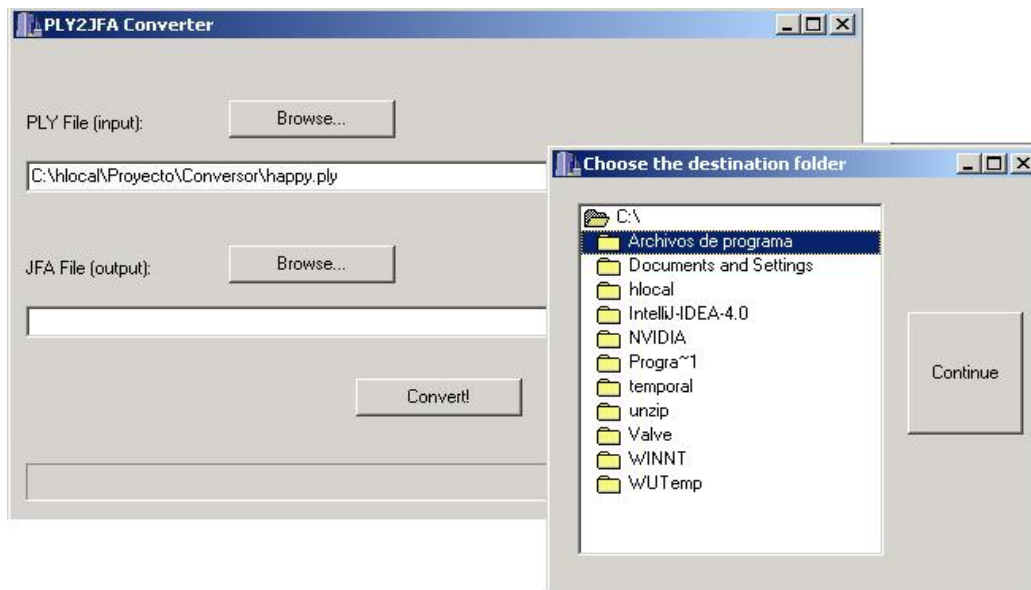 PLY2JFA Converter
PLY File (input):
Browse...
C:\hlocal\Proyecto\Conversor\happy.ply
JFA File (output):
Browse...
Convert!
Choose the destination folder
C:\
Archivos de programa
Documents and Settings
hlocal
IntelliJ-IDEA-4.0
NVIDIA
Progra~1
temporal
unzip
Valve
WINNT
WUTemp
Continue